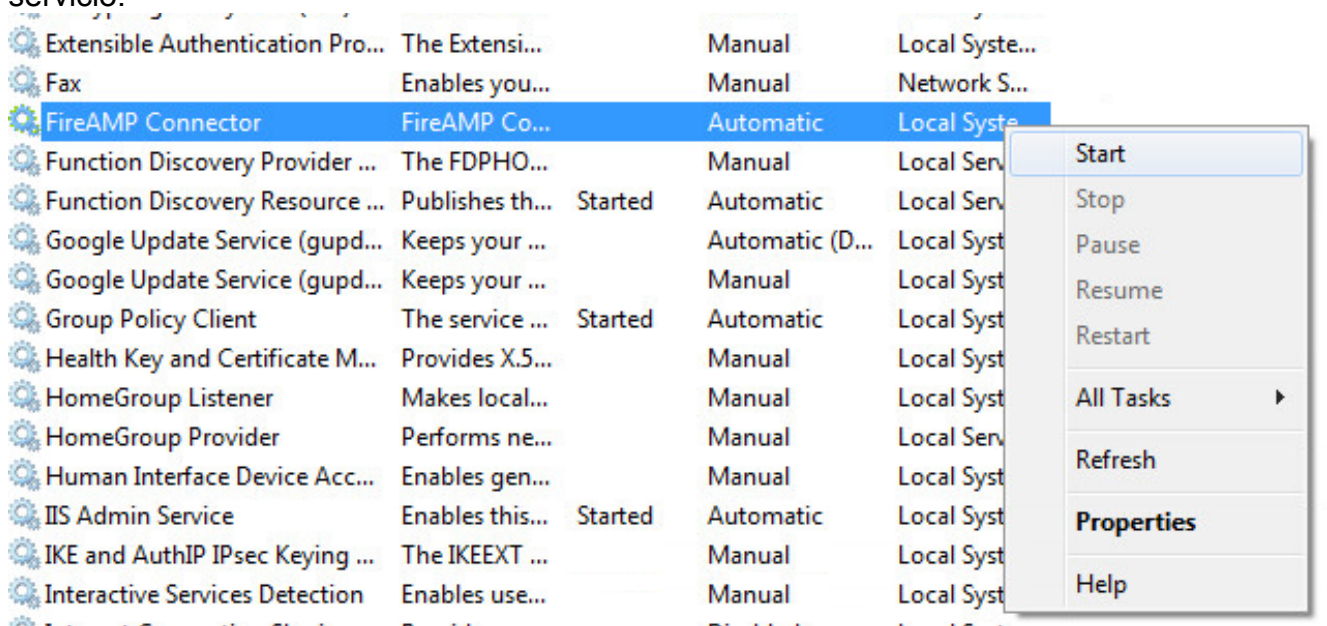 servicio.
Extensible Authentication Pro... The Extensi... Manual Local Syste...
Fax Enables you... Manual Network S...
FireAMP Connector FireAMP Co... Automatic Local Syste
Function Discovery Provider ... The FDPHO... Manual Local Serv
Function Discovery Resource ... Publishes th... Started Automatic Local Serv
Google Update Service (gupd... Keeps your ... Automatic (D... Local Syst
Google Update Service (gupd... Keeps your ... Manual Local Syst
Group Policy Client The service ... Started Automatic Local Syst
Health Key and Certificate M... Provides X.5... Manual Local Syst
HomeGroup Listener Makes local... Manual Local Syst
HomeGroup Provider Performs ne... Manual Local Serv
Human Interface Device Acc... Enables gen... Manual Local Syst
IIS Admin Service Enables this... Started Automatic Local Syst
IKE and AuthIP IPsec Keying ... The IKEEXT ... Manual Local Syst
Interactive Services Detection Enables use... Manual Local Syst
Start
Stop
Pause
Resume
Restart
All Tasks
Refresh
Properties
Help